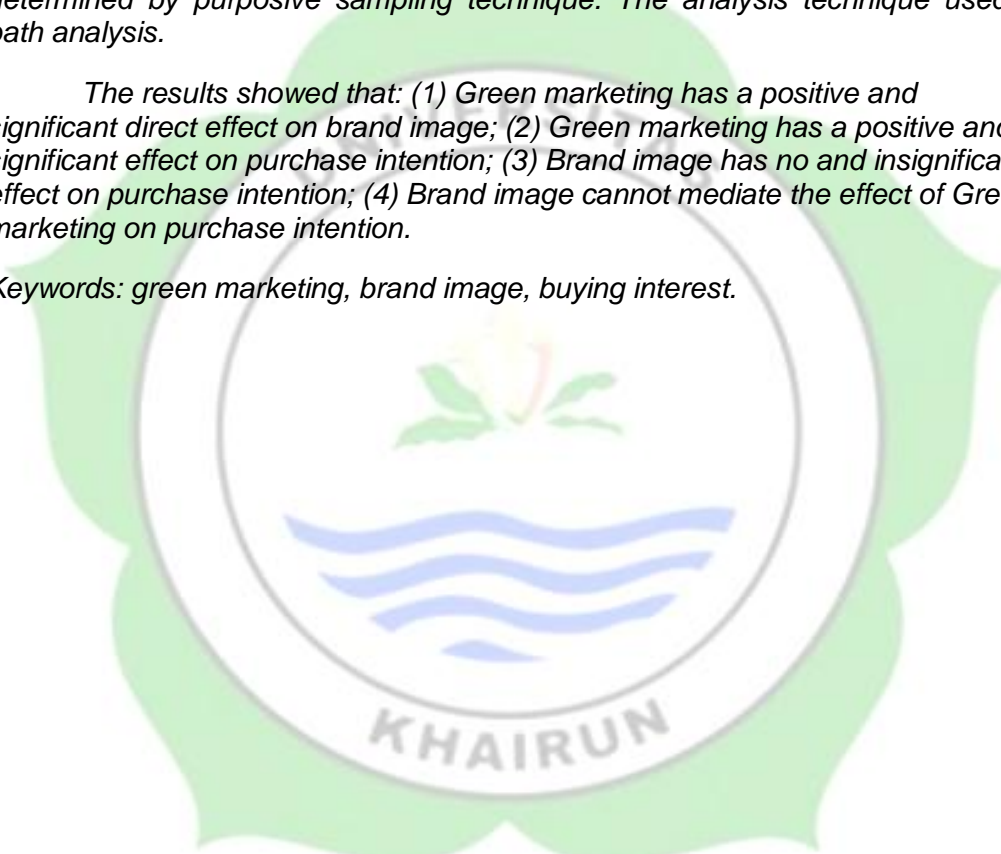 determined by purposive sampling technique. The analysis technique used
path analysis.
The results showed that: (1) Green marketing has a positive and
significant direct effect on brand image; (2) Green marketing has a positive and
significant effect on purchase intention; (3) Brand image has no and insignifica
effect on purchase intention; (4) Brand image cannot mediate the effect of Gre
marketing on purchase intention.
Keywords: green marketing, brand image, buying interest.
UNIVERSITAS
KHAIRUN